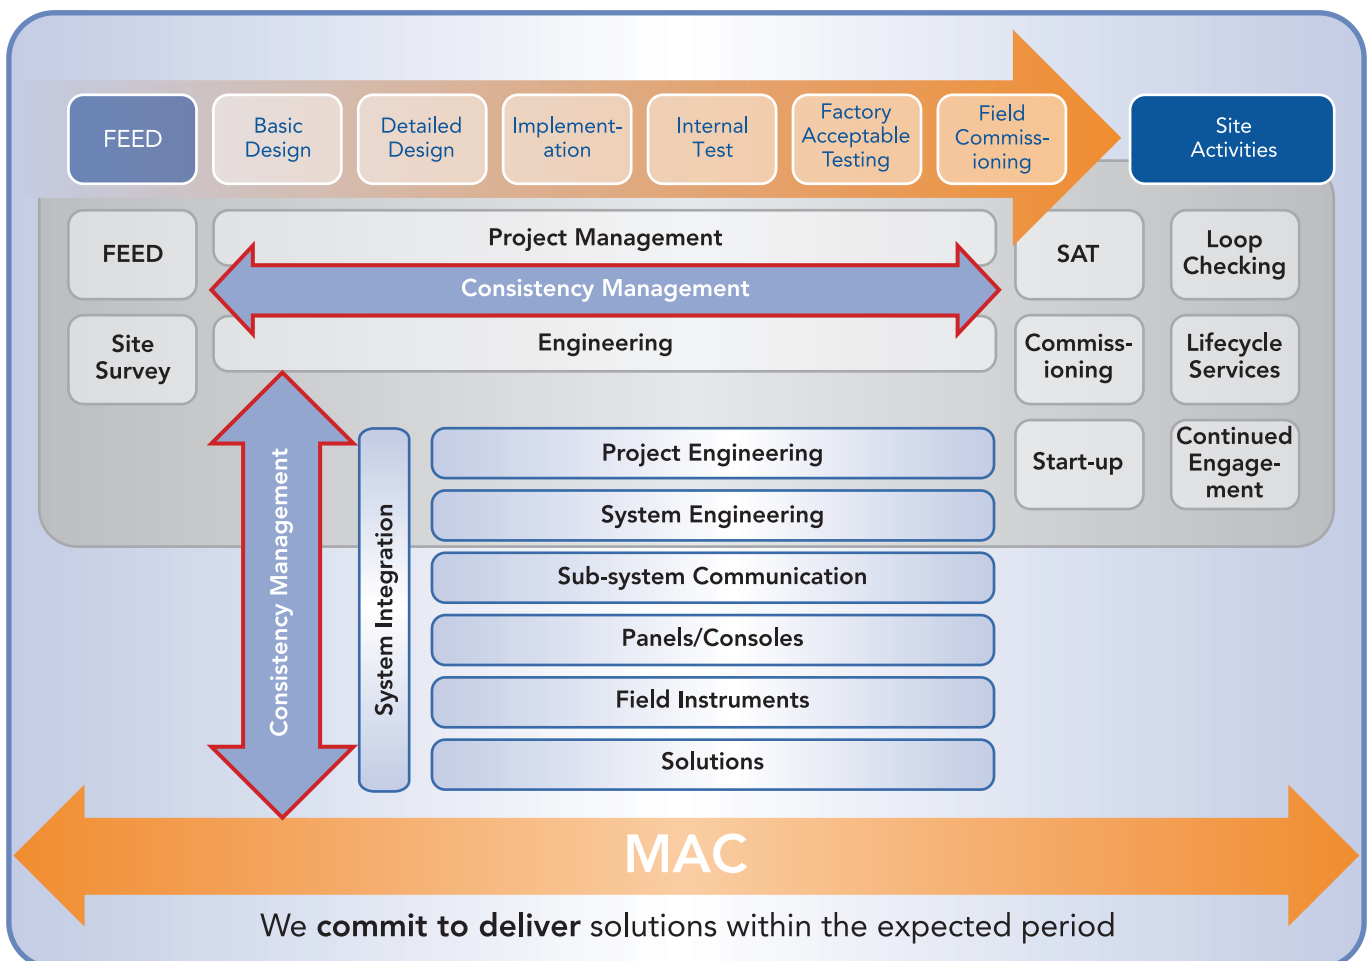 FEED
Basic
Design
Detailed
Design
Implement-
ation
Internal
Test
Factory
Acceptable
Testing
Field
Commiss-
ioning
Site
Activities
FEED
Project Management
SAT
Loop
Checking
Consistency Management
Site
Survey
Engineering
Commiss-
ioning
Lifecycle
Services
Consistency Management
System Integration
Project Engineering
Start-up
Continued
Engage-
ment
System Engineering
Sub-system Communication
Panels/Consoles
Field Instruments
Solutions
MAC
We commit to deliver solutions within the expected period